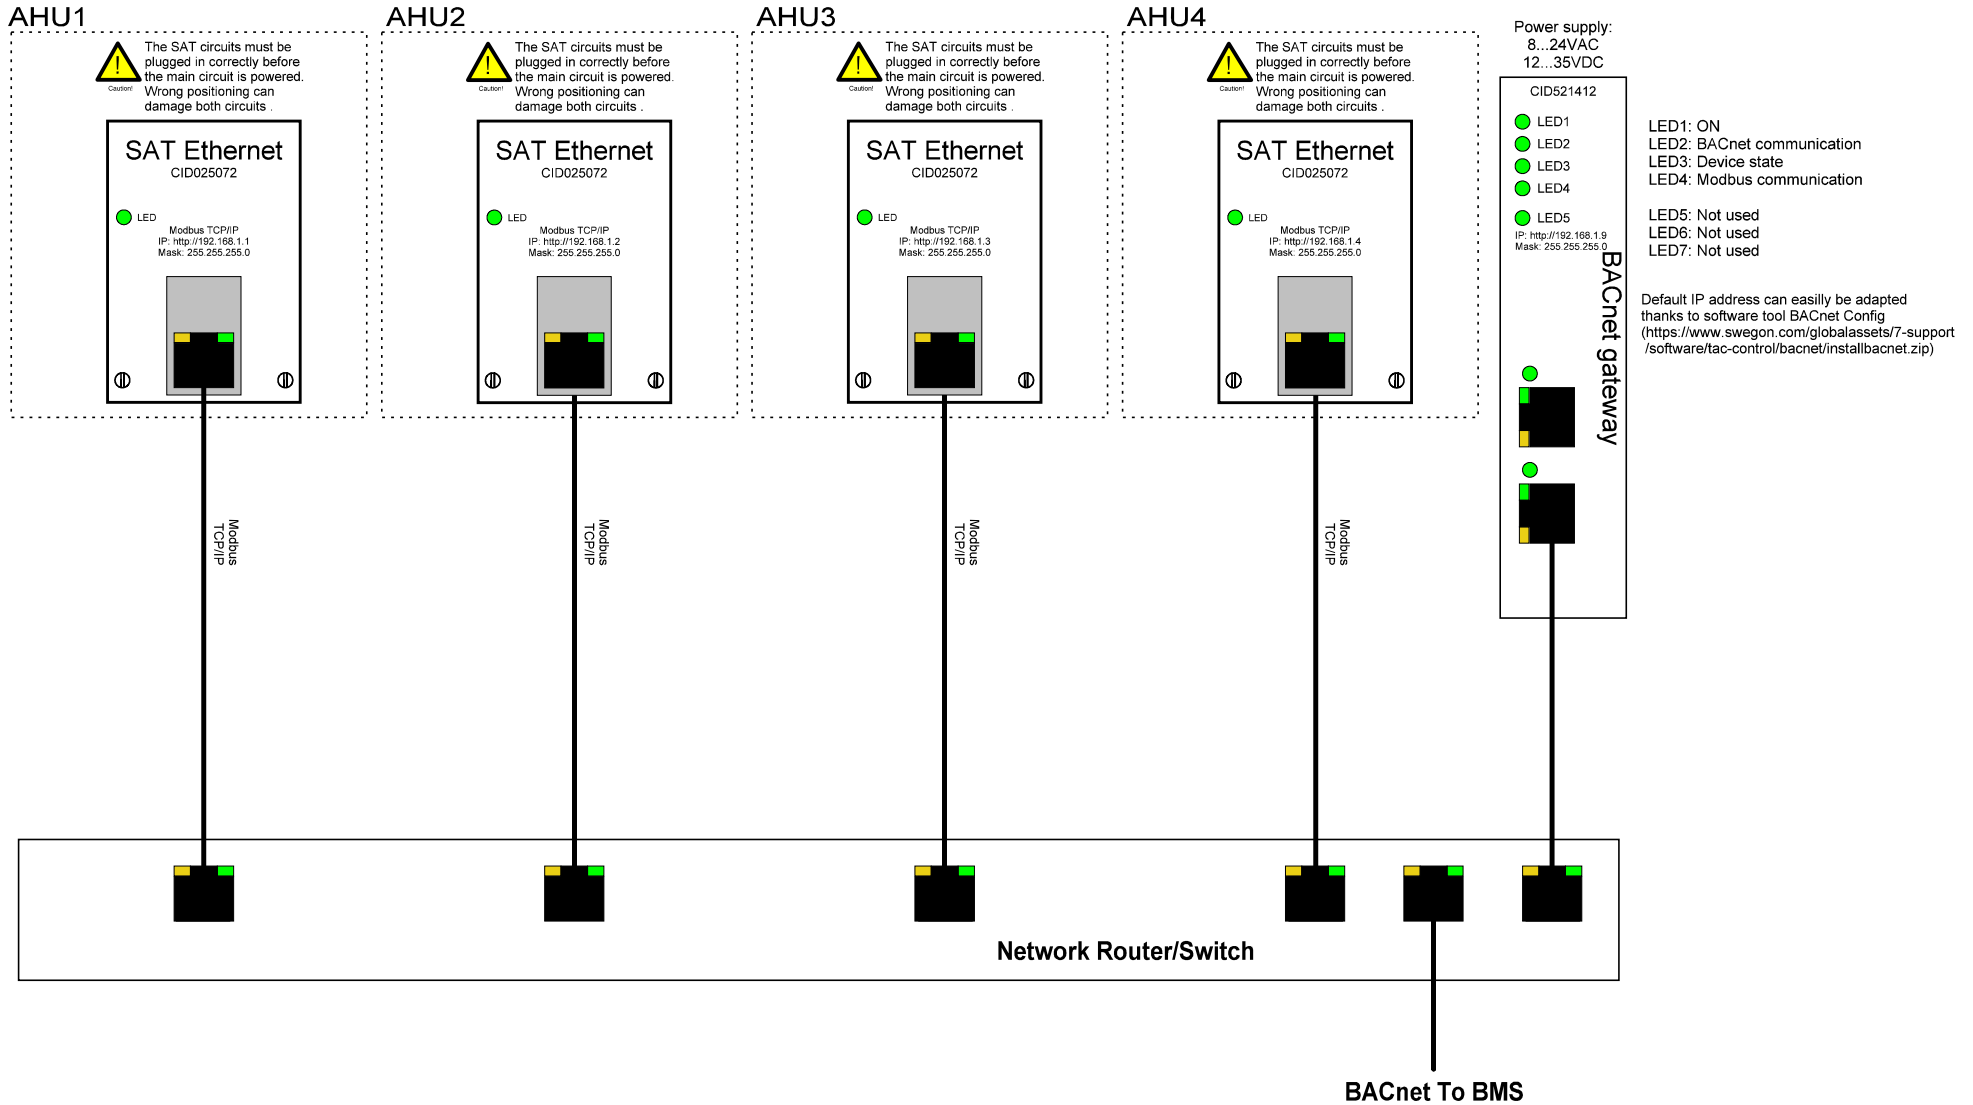 AHU1
The SAT circuits must be
plugged in correctly before
the main circuit is powered.
Wrong positioning can
damage both circuits .
Caution!
SAT Ethernet
CID025072
LED
Modbus TCP/IP
IP: http://192.168.1.1
Mask: 255.255.255.0
Modbus
TCP/IP
AHU2
The SAT circuits must be
plugged in correctly before
the main circuit is powered.
Wrong positioning can
damage both circuits .
Caution!
SAT Ethernet
CID025072
LED
Modbus TCP/IP
IP: http://192.168.1.2
Mask: 255.255.255.0
Modbus
TCP/IP
AHU3
The SAT circuits must be
plugged in correctly before
the main circuit is powered.
Wrong positioning can
damage both circuits .
Caution!
SAT Ethernet
CID025072
LED
Modbus TCP/IP
IP: http://192.168.1.3
Mask: 255.255.255.0
Modbus
TCP/IP
AHU4
The SAT circuits must be
plugged in correctly before
the main circuit is powered.
Wrong positioning can
damage both circuits .
Caution!
SAT Ethernet
CID025072
LED
Modbus TCP/IP
IP: http://192.168.1.4
Mask: 255.255.255.0
Modbus
TCP/IP
Power supply:
8...24VAC
12...35VDC
CID521412
LED1
LED2
LED3
LED4
LED5
IP: http://192.168.1.9
Mask: 255.255.255.0
BACnet gateway
LED1: ON
LED2: BACnet communication
LED3: Device state
LED4: Modbus communication
LED5: Not used
LED6: Not used
LED7: Not used
Default IP address can easilly be adapted
thanks to software tool BACnet Config
(https://www.swegon.com/globalassets/7-support
/software/tac-control/bacnet/installbacnet.zip)
Network Router/Switch
BACnet To BMS